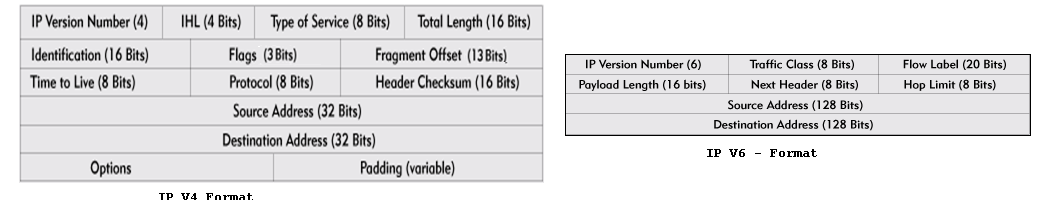 IP Version Number (4) IHL (4 Bits) Type of Service (8 Bits) Total Length (16 Bits)
Identification (16 Bits) Flags (3 Bits) Fragment Offset (13 Bits)
Time to Live (8 Bits) Protocol (8 Bits) Header Checksum (16 Bits)
Source Address (32 Bits)
Destination Address (32 Bits)
Options Padding (variable)
IP V4 Format
IP Version Number (6) Traffic Class (8 Bits) Flow Label (20 Bits)
Payload Length (16 bits) Next Header (8 Bits) Hop Limit (8 Bits)
Source Address (128 Bits)
Destination Address (128 Bits)
IP V6 - Format